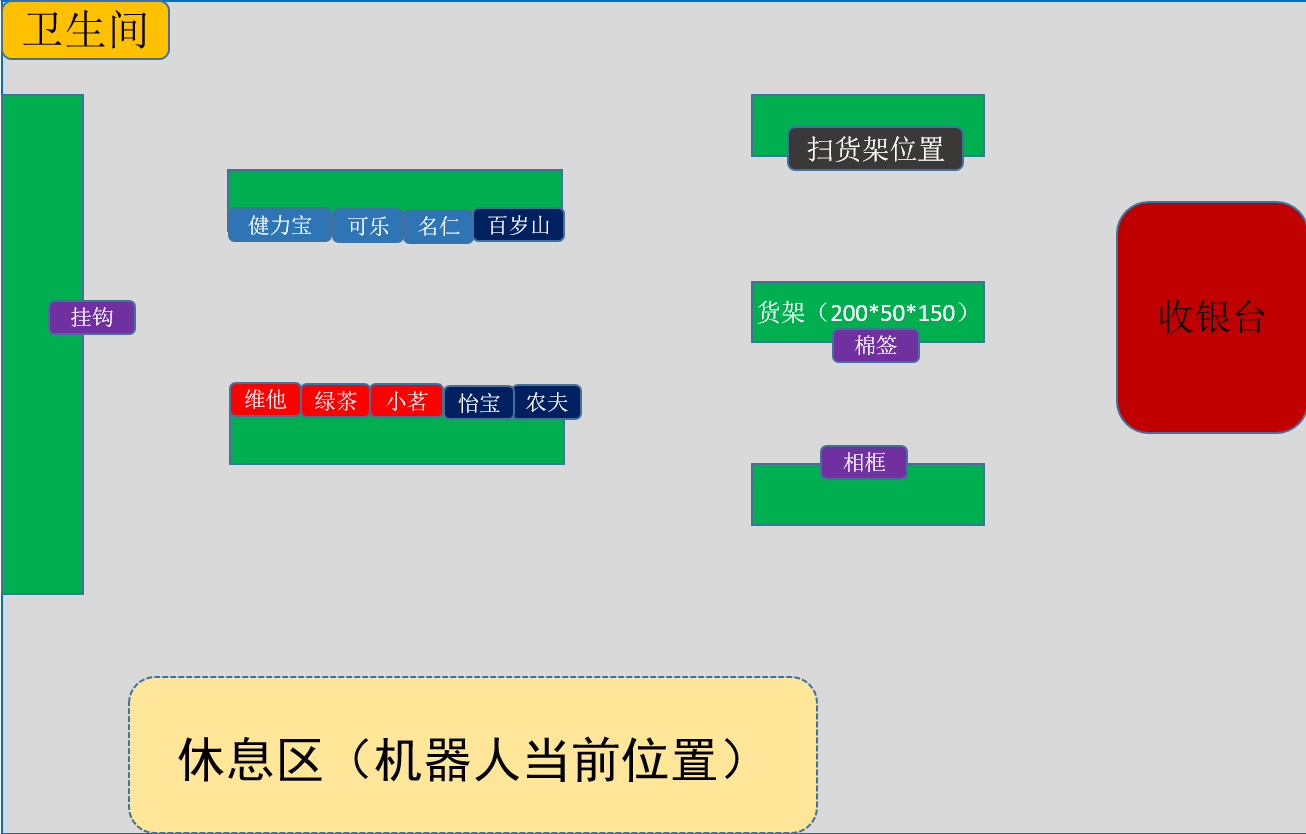 卫生间
扫货架位置
健力宝
可乐
名仁
百岁山
货架（200*50*150）
挂钩
收银台
棉签
维他
绿茶
小茗
怡宝
农夫
相框
休息区（机器人当前位置）